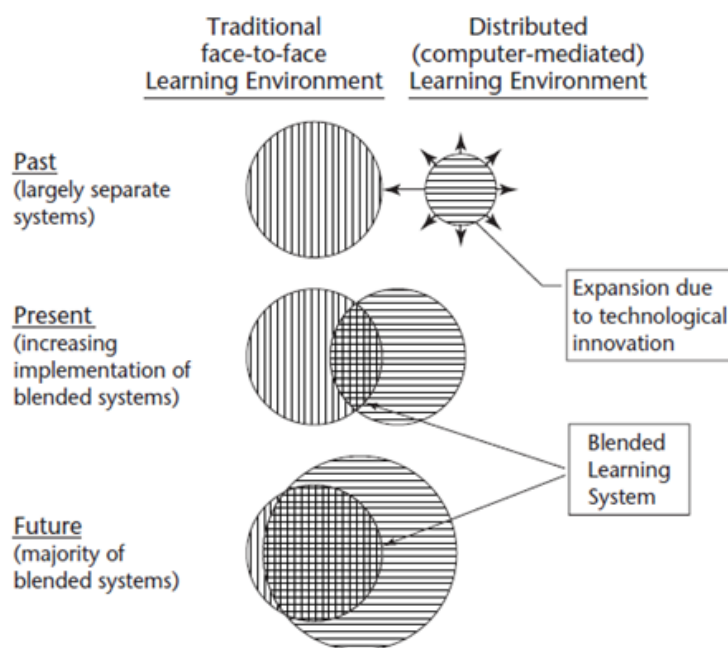 Traditional
face-to-face
Learning Environment
Distributed
(computer-mediated)
Learning Environment
Past
(largely separate
systems)
Expansion due
to technological
innovation
Present
(increasing
implementation of
blended systems)
Blended
Learning
System
Future
(majority of
blended systems)